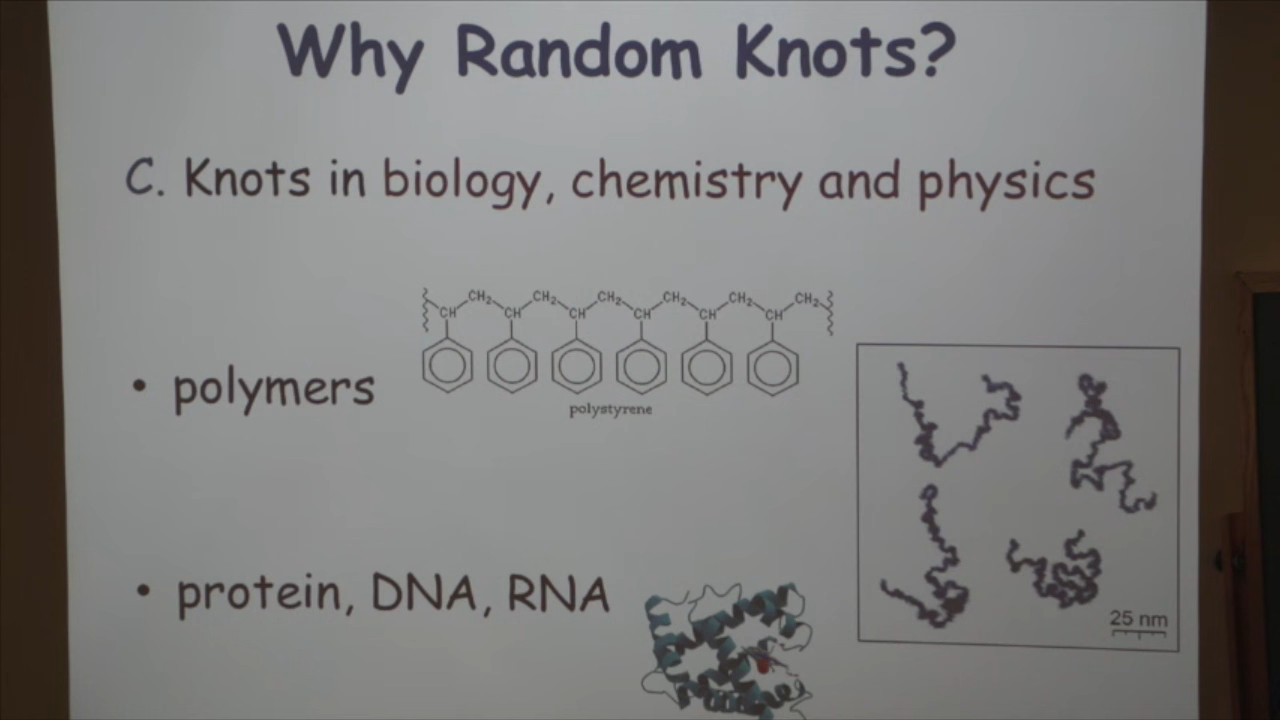 Why Random Knots?
C. Knots in biology, chemistry and physics
CH₂ CH₂ CH₂ CH₂ CH₂ CH₂
CH CH CH CH CH CH
• polymers
polystyrene
• protein, DNA, RNA
25 nm